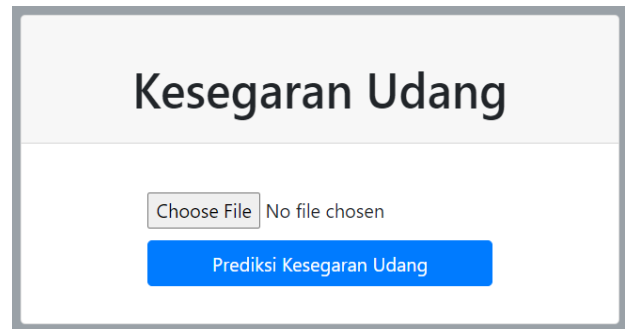 Kesegaran Udang
Choose File No file chosen
Prediksi Kesegaran Udang